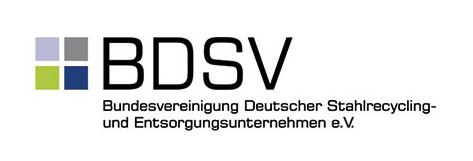 BDSV
Bundesvereinigung Deutscher Stahlrecycling-
und Entsorgungsunternehmen e.V.